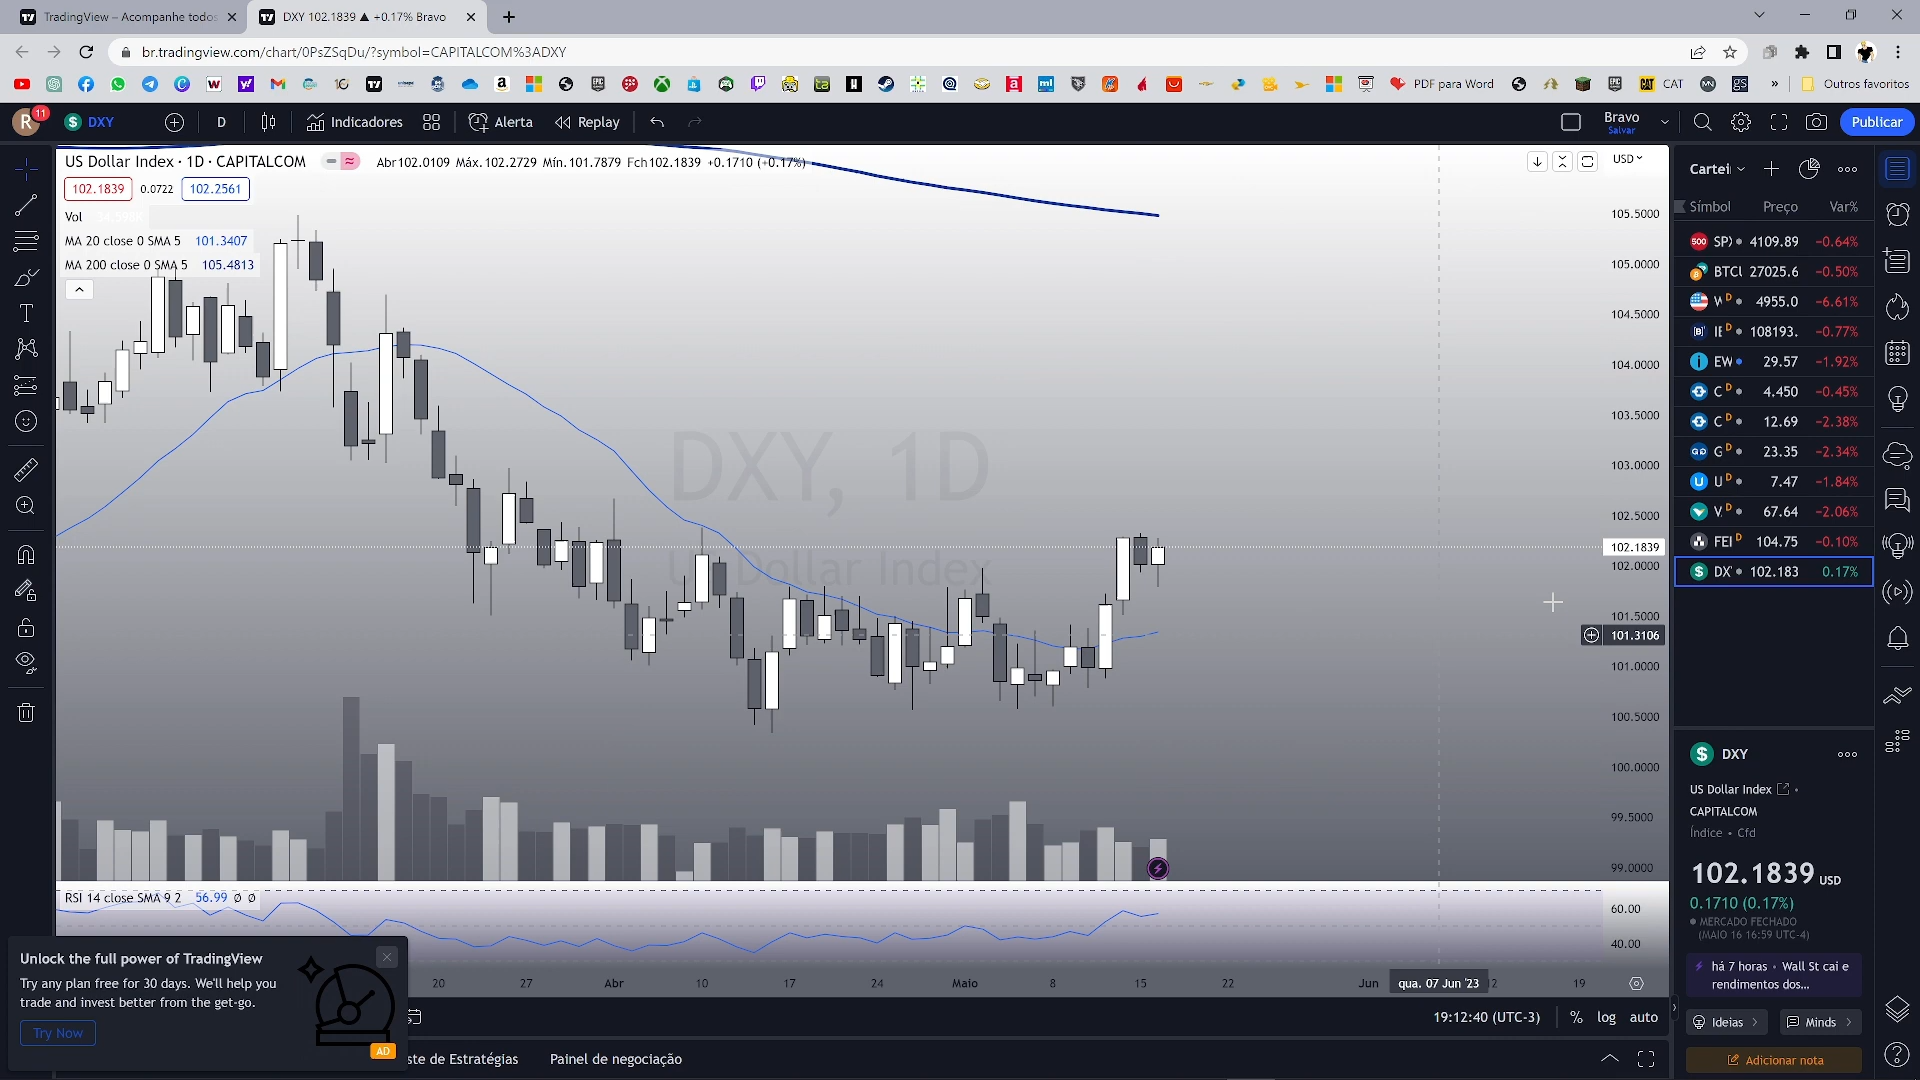 TradingView – Acompanhe todos
DXY 102.1839 ▲ +0.17% Bravo
br.tradingview.com/chart/0PsZSqDu/?symbol=CAPITALCOM%3ADXY
PDF para Word
CAT
Outros favoritos
R 11
DXY
D
Indicadores
Alerta
Replay
Bravo
Salvar
Publicar
US Dollar Index · 1D · CAPITALCOM
Abr102.0109 Máx.102.2729 Mín.101.7879 Fch102.1839 +0.1710 (+0.17%)
102.1839 0.0722 102.2561
Vol
MA 20 close 0 SMA 5 101.3407
MA 200 close 0 SMA 5 105.4813
USD
105.5000
105.0000
104.5000
104.0000
103.5000
103.0000
102.5000
102.1839
102.0000
101.5000
101.3106
101.0000
100.5000
100.0000
99.5000
99.0000
DXY, 1D
US Dollar Index
RSI 14 close SMA 9 2 56.99 Ø Ø
60.00
40.00
20 27 Abr 10 17 24 Maio 8 15 22 Jun qua. 07 Jun '23 12 19
Unlock the full power of TradingView
Try any plan free for 30 days. We'll help you
trade and invest better from the get-go.
Try Now
AD
19:12:40 (UTC-3) % log auto
ste de Estratégias
Painel de negociação
Cartei
Símbol Preço Var%
SP 4109.89 −0.64%
BTCU 27025.6 −0.50%
W D 4955.0 −6.61%
IE D 108193. −0.77%
EW 29.57 −1.92%
C D 4.450 −0.45%
C D 12.69 −2.38%
G D 23.35 −2.34%
U D 7.47 −1.84%
V. D 67.64 −2.06%
FEI D 104.75 −0.10%
DX 102.183 0.17%
DXY
US Dollar Index
CAPITALCOM
Índice • Cfd
102.1839 USD
0.1710 (0.17%)
MERCADO FECHADO
(MAIO 16 16:59 UTC-4)
há 7 horas • Wall St cai e
rendimentos dos...
Ideias
Minds
Adicionar nota